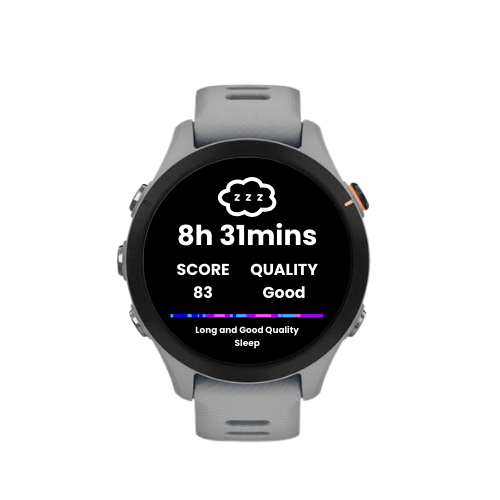 z z z
8h 31mins
SCORE QUALITY
83 Good
Long and Good Quality
Sleep